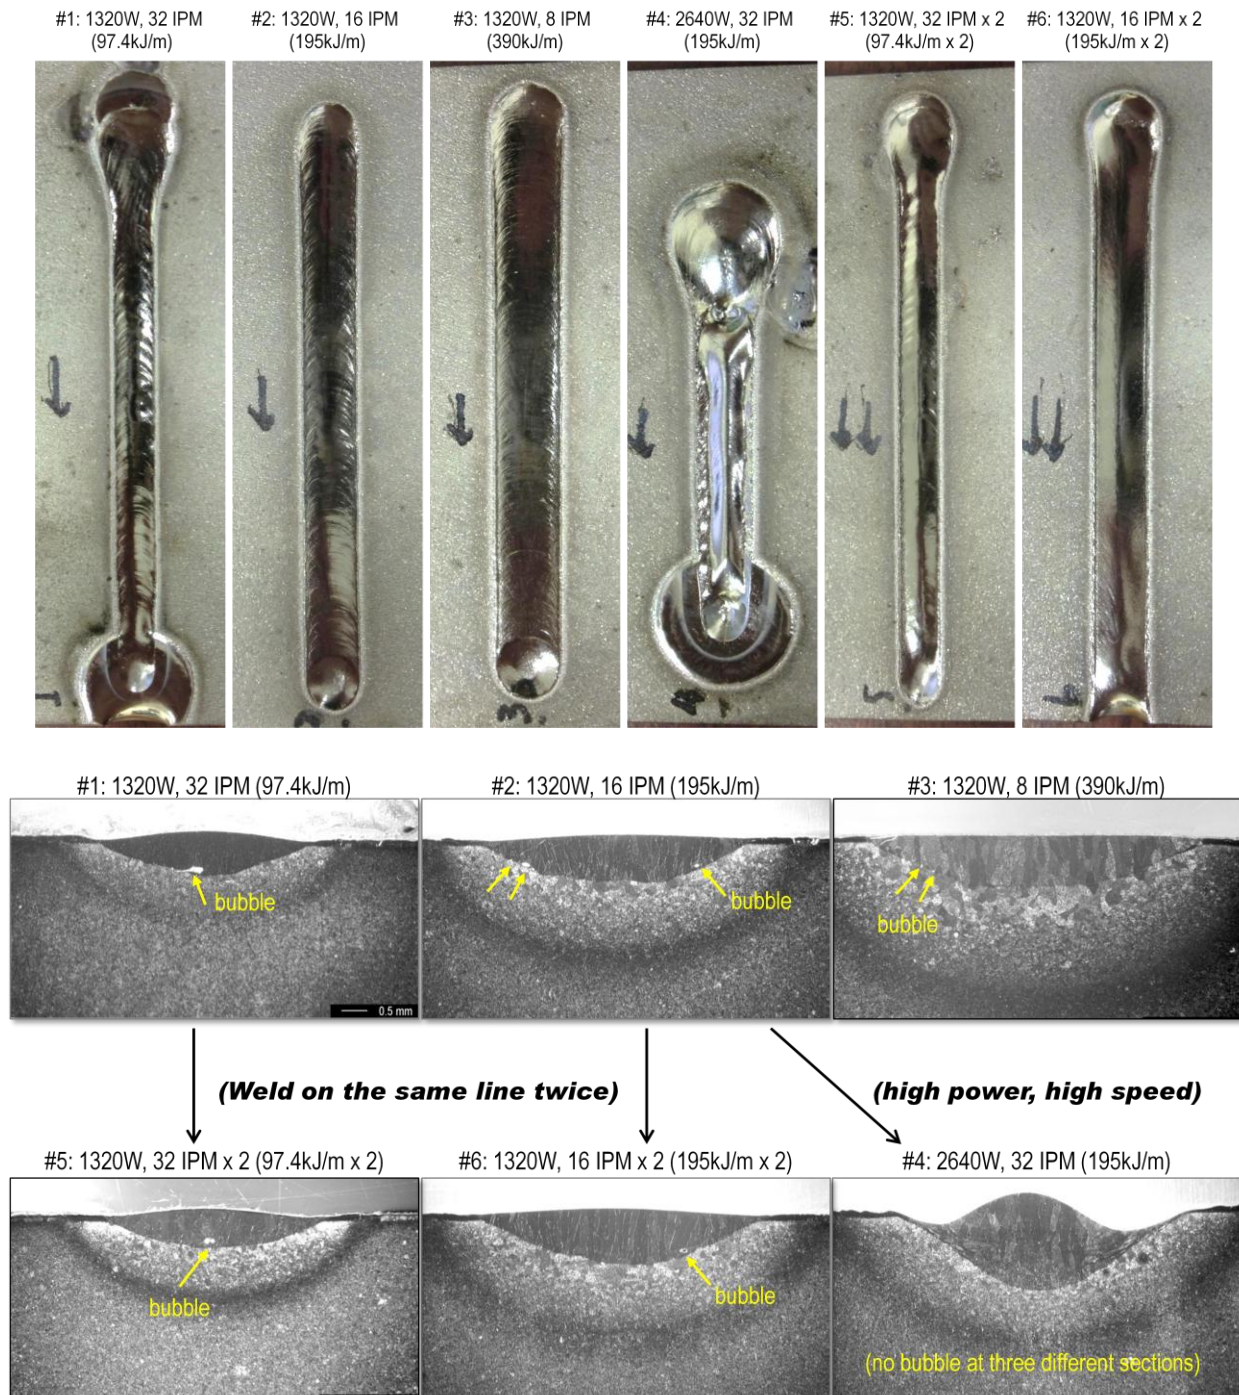 #1: 1320W, 32 IPM
(97.4kJ/m)
#2: 1320W, 16 IPM
(195kJ/m)
#3: 1320W, 8 IPM
(390kJ/m)
#4: 2640W, 32 IPM
(195kJ/m)
#5: 1320W, 32 IPM x 2
(97.4kJ/m x 2)
#6: 1320W, 16 IPM x 2
(195kJ/m x 2)
1
3.
5
#1: 1320W, 32 IPM (97.4kJ/m)
#2: 1320W, 16 IPM (195kJ/m)
#3: 1320W, 8 IPM (390kJ/m)
bubble
bubble
bubble
0.5 mm
(Weld on the same line twice)
(high power, high speed)
#5: 1320W, 32 IPM x 2 (97.4kJ/m x 2)
#6: 1320W, 16 IPM x 2 (195kJ/m x 2)
#4: 2640W, 32 IPM (195kJ/m)
bubble
bubble
(no bubble at three different sections)